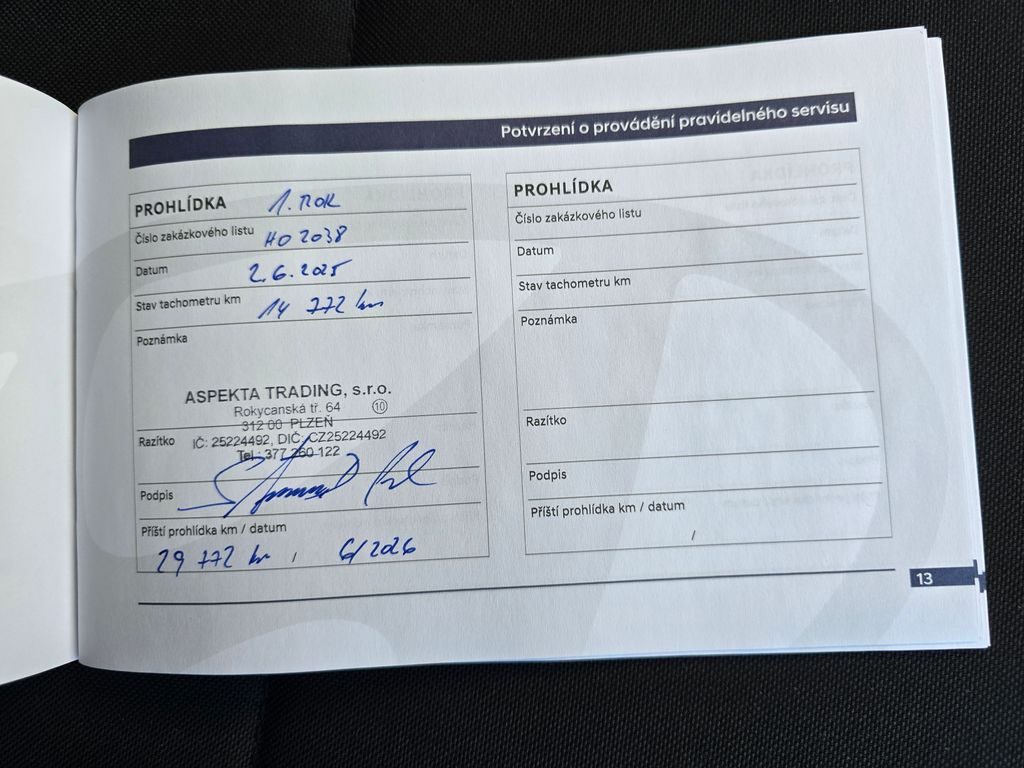 Potvrzení o provádění pravidelného servisu
PROHLÍDKA 1. ROK
Číslo zakázkového listu HO 2038
Datum 2.6.2025
Stav tachometru km 14 772 km
Poznámka
ASPEKTA TRADING, s.r.o.
Rokycanská tř. 64 10
312 00 PLZEŇ
Razítko IČ: 25224492, DIČ: CZ25224492
Tel.: 377 260 122
Podpis
Příští prohlídka km / datum
29 772 km / 6/2026
PROHLÍDKA
Číslo zakázkového listu
Datum
Stav tachometru km
Poznámka
Razítko
Podpis
Příští prohlídka km / datum
/
13